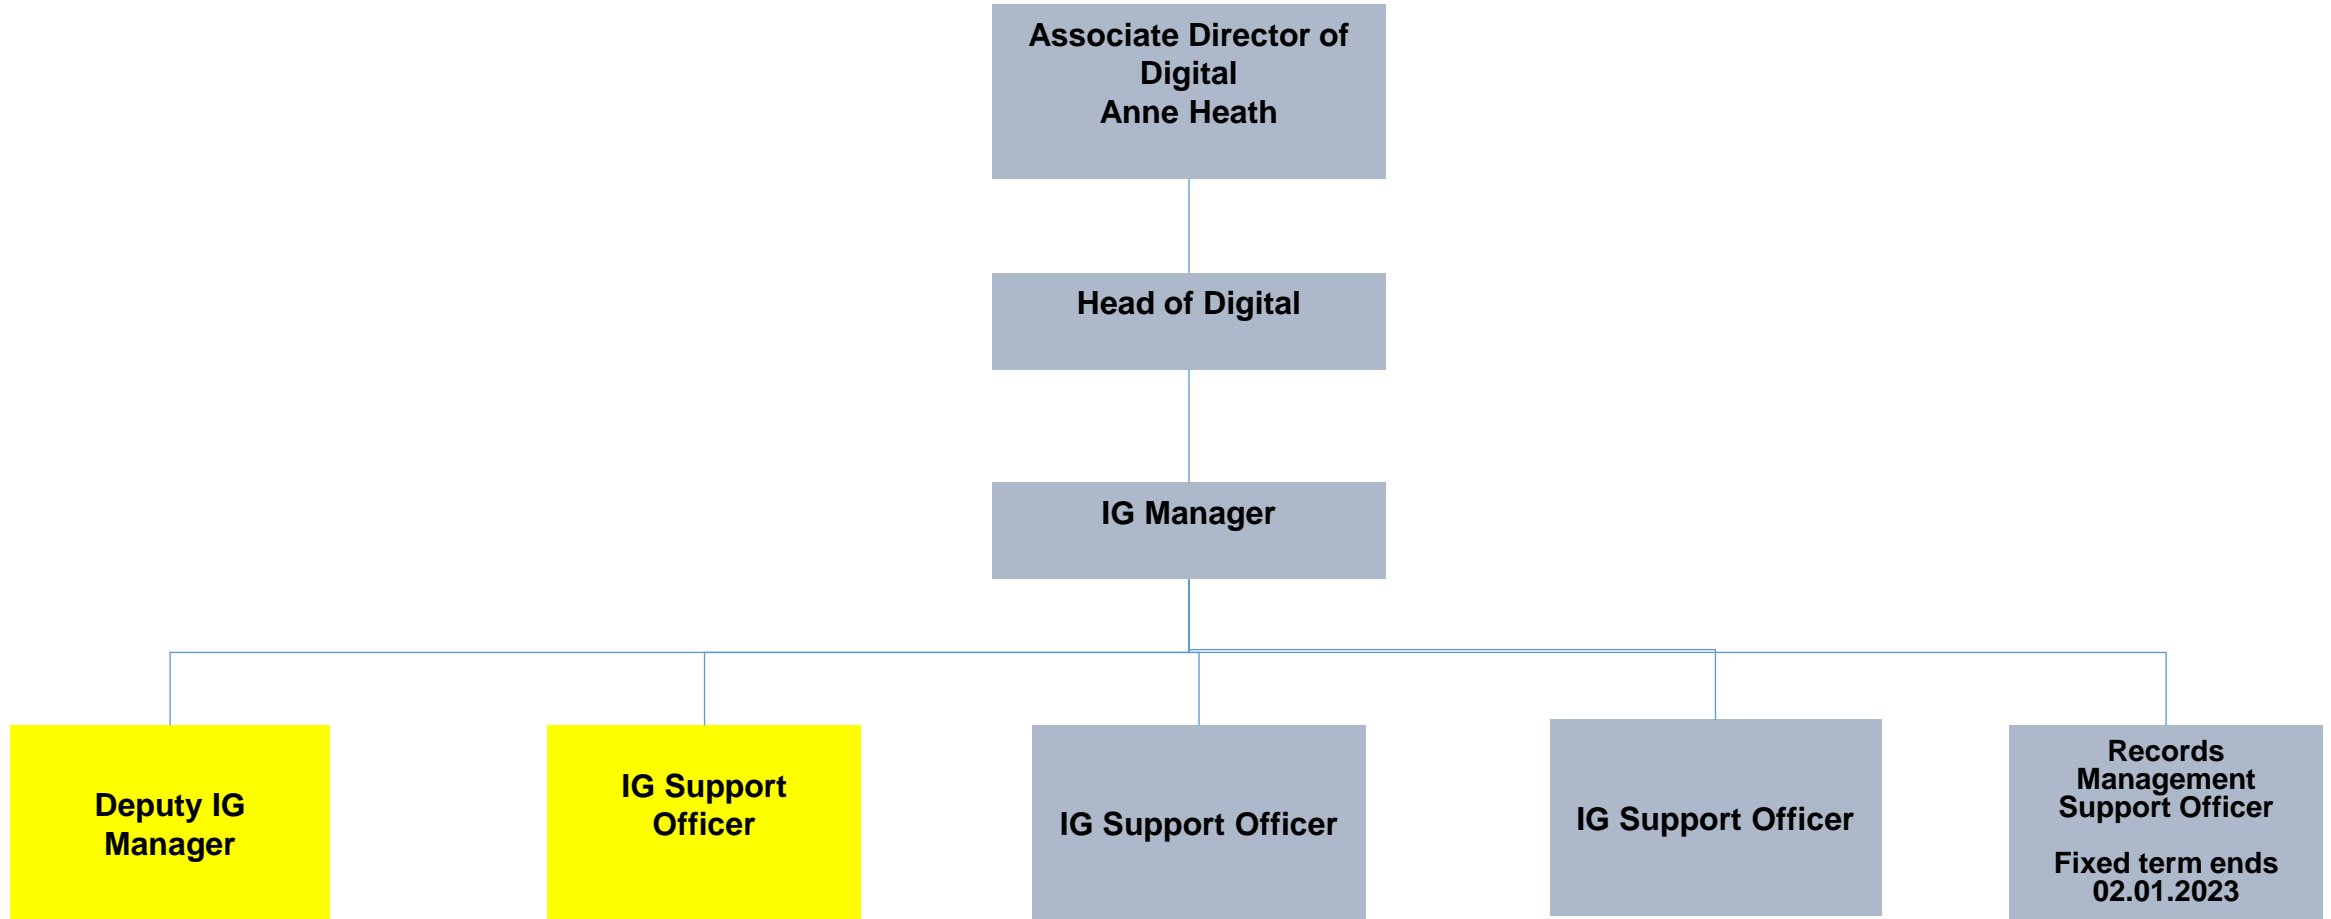 Associate Director of
Digital
Anne Heath
Head of Digital
IG Manager
Deputy IG
Manager
IG Support
Officer
IG Support Officer
IG Support Officer
Records
Management
Support Officer
Fixed term ends
02.01.2023